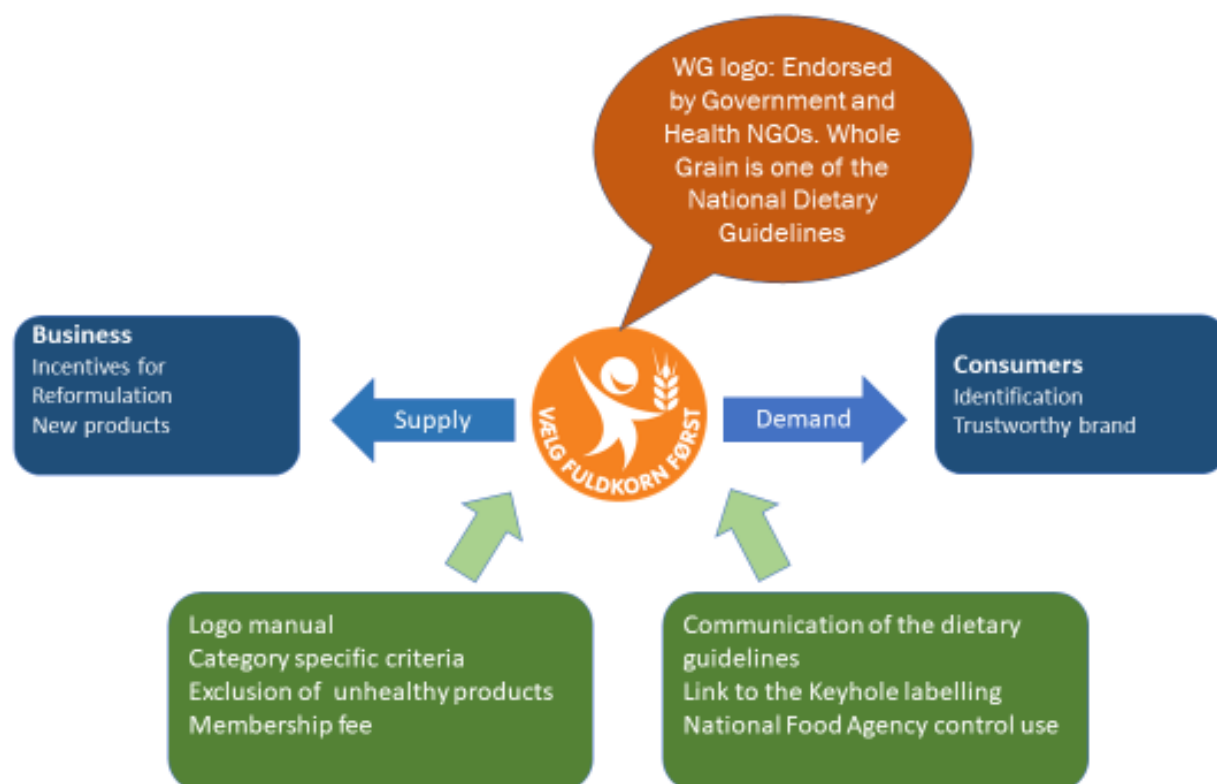 WG logo: Endorsed
by Government and
Health NGOs. Whole
Grain is one of the
National Dietary
Guidelines
Business
Incentives for
Reformulation
New products
Supply
VÆLG FULDKORN FØRST
Demand
Consumers
Identification
Trustworthy brand
Logo manual
Category specific criteria
Exclusion of unhealthy products
Membership fee
Communication of the dietary
guidelines
Link to the Keyhole labelling
National Food Agency control use